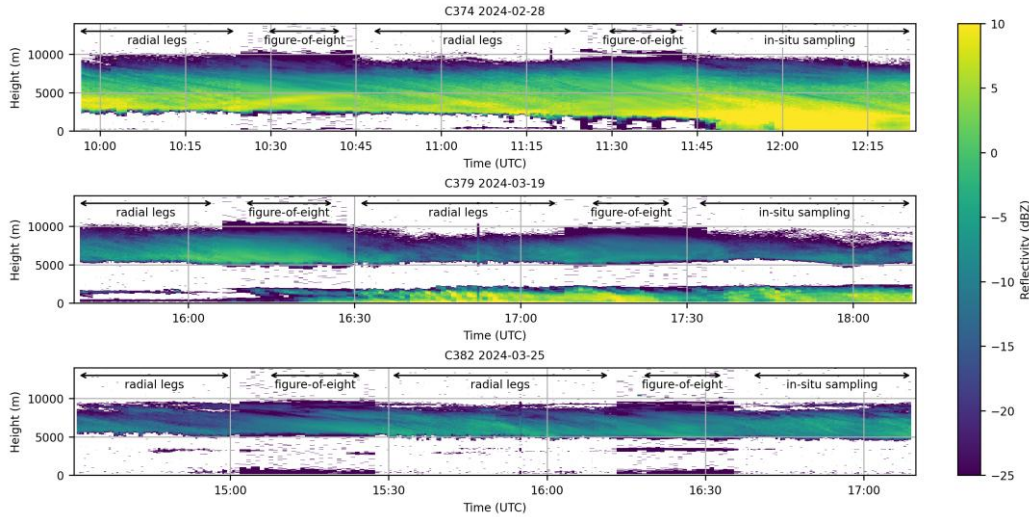 C374 2024-02-28
radial legs figure-of-eight radial legs figure-of-eight in-situ sampling
10000
5000
0
Height (m)
10:00 10:15 10:30 10:45 11:00 11:15 11:30 11:45 12:00 12:15
Time (UTC)
C379 2024-03-19
radial legs figure-of-eight radial legs figure-of-eight in-situ sampling
10000
5000
0
Height (m)
16:00 16:30 17:00 17:30 18:00
Time (UTC)
C382 2024-03-25
radial legs figure-of-eight radial legs figure-of-eight in-situ sampling
10000
5000
0
Height (m)
15:00 15:30 16:00 16:30 17:00
Time (UTC)
10
5
0
−5
−10
−15
−20
−25
Reflectivity (dBZ)